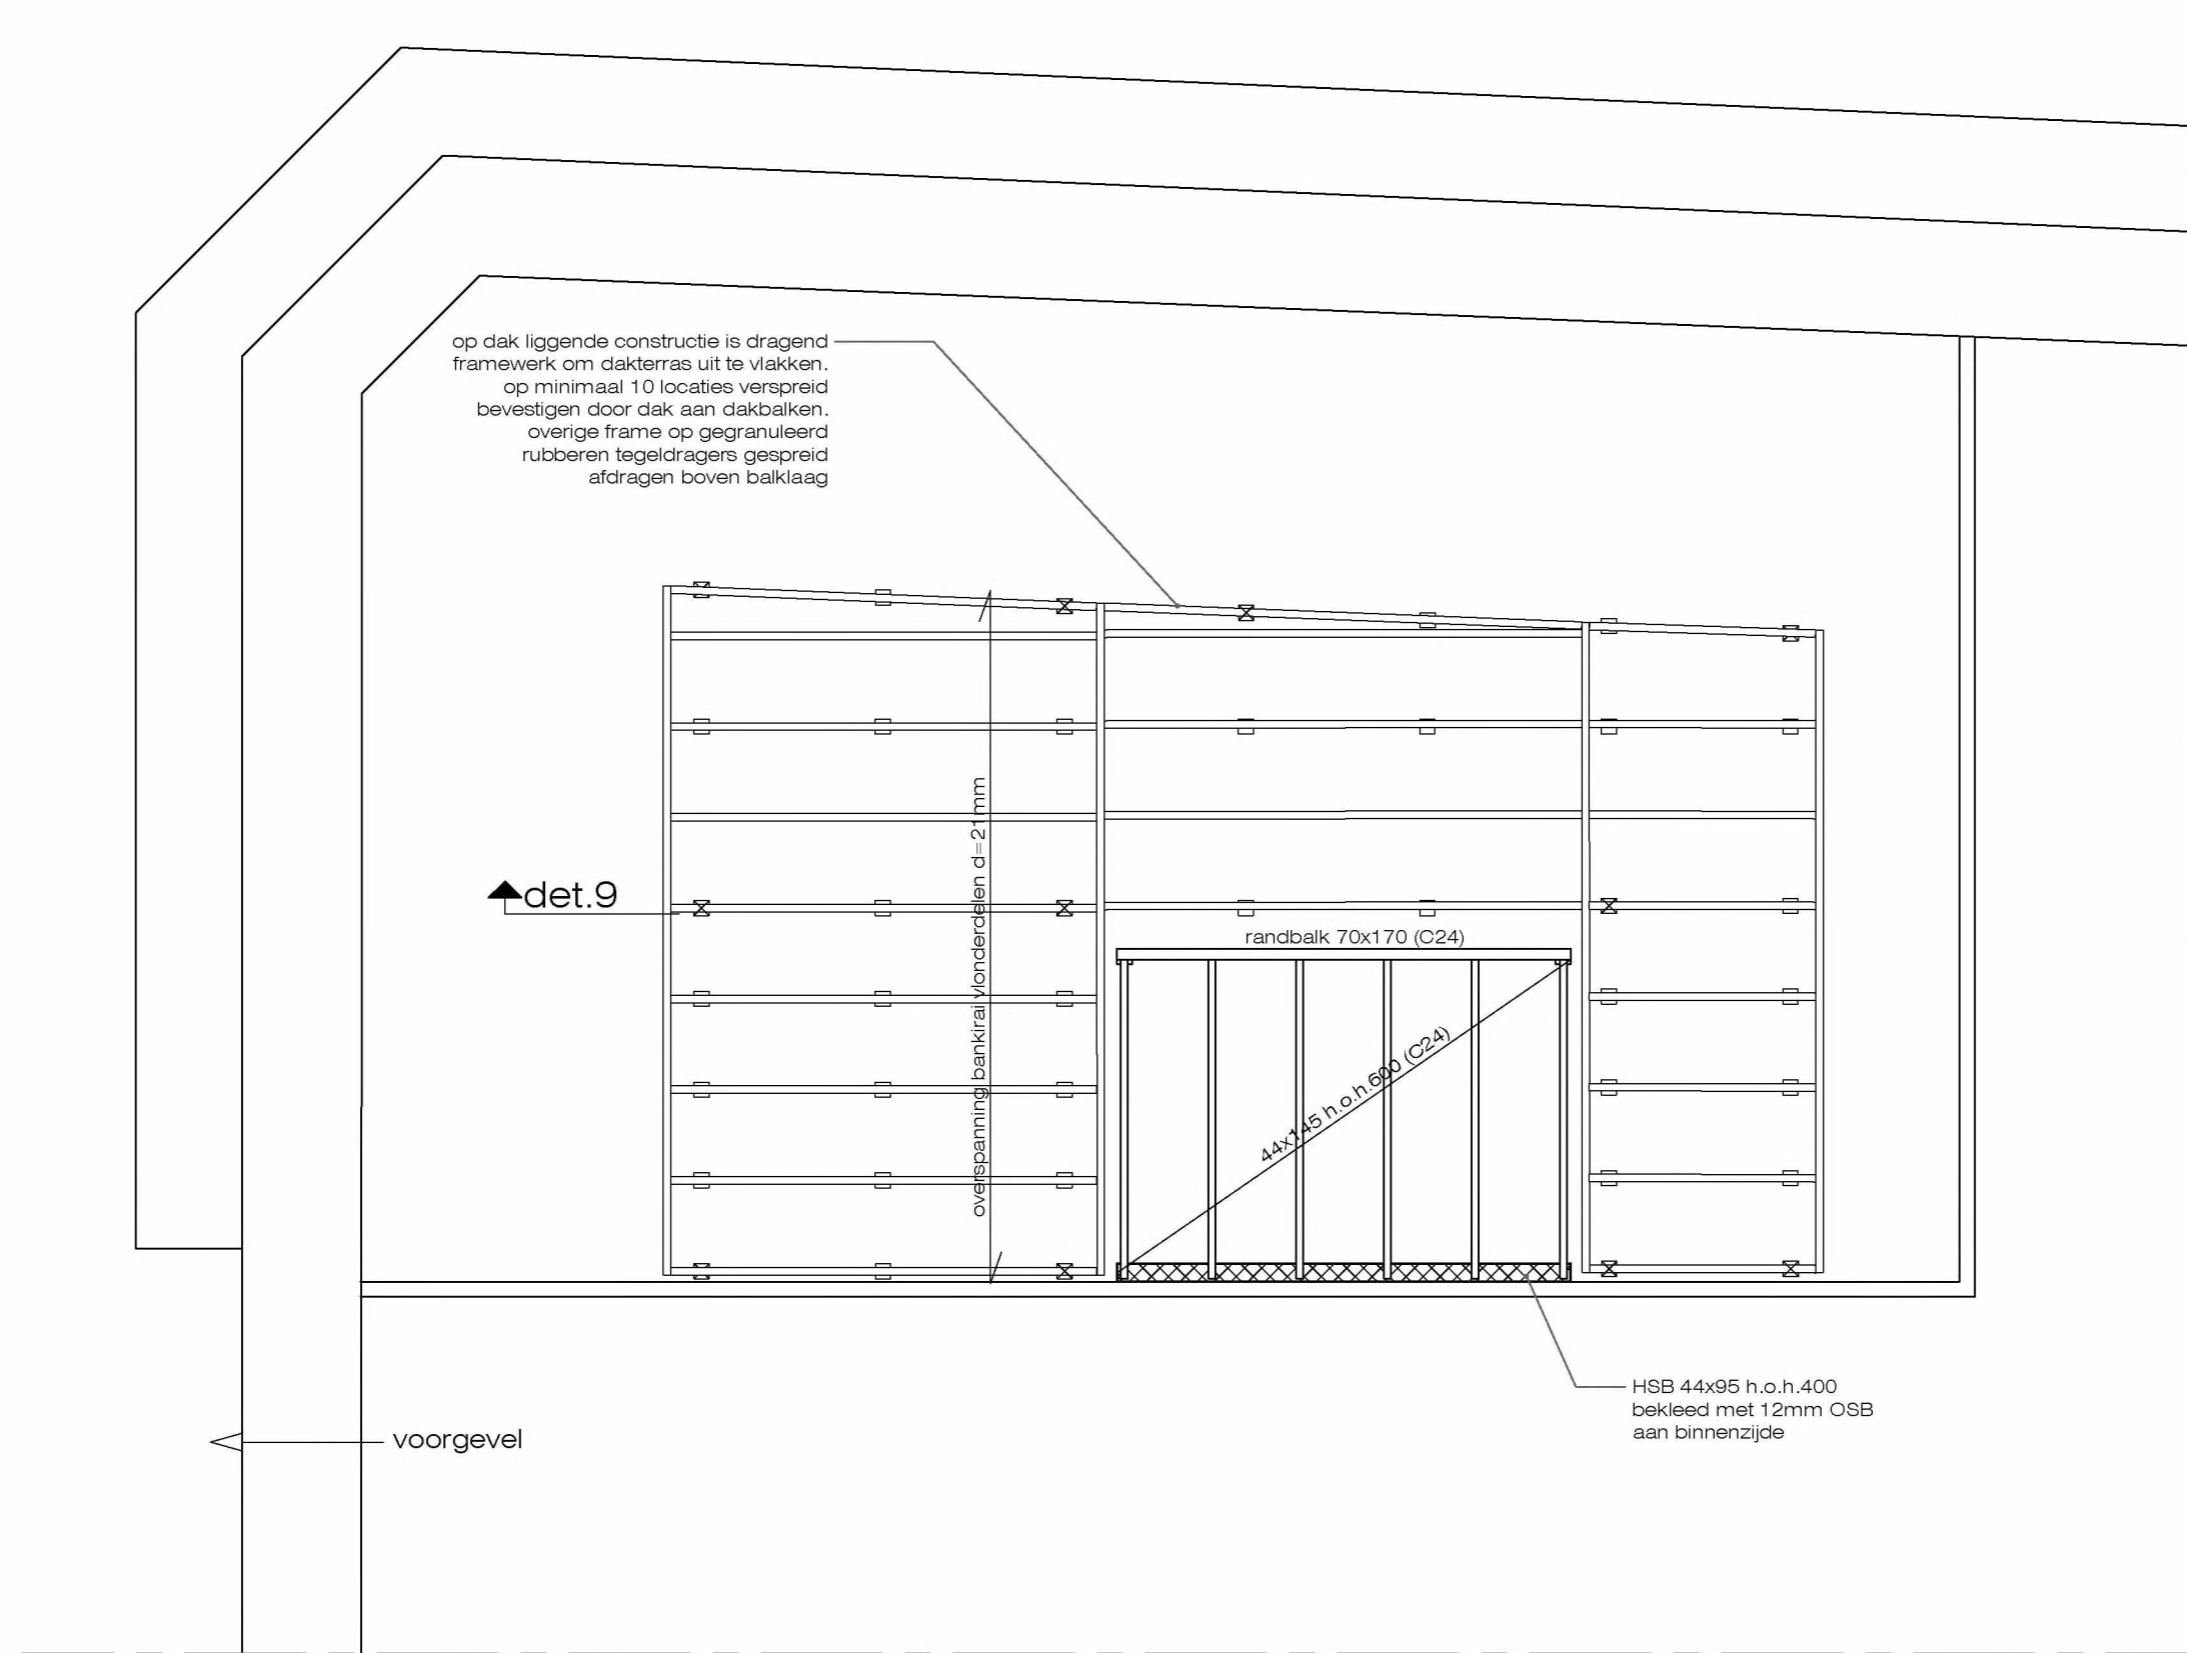 op dak liggende constructie is dragend
framewerk om dakterras uit te vlakken.
op minimaal 10 locaties verspreid
bevestigen door dak aan dakbalken.
overige frame op gegranuleerd
rubberen tegeldragers gespreid
afdragen boven balklaag
overspanning bankirai vlonderdelen d=21mm
det.9
randbalk 70x170 (C24)
44x145 h.o.h.600 (C24)
HSB 44x95 h.o.h.400
bekleed met 12mm OSB
aan binnenzijde
voorgevel